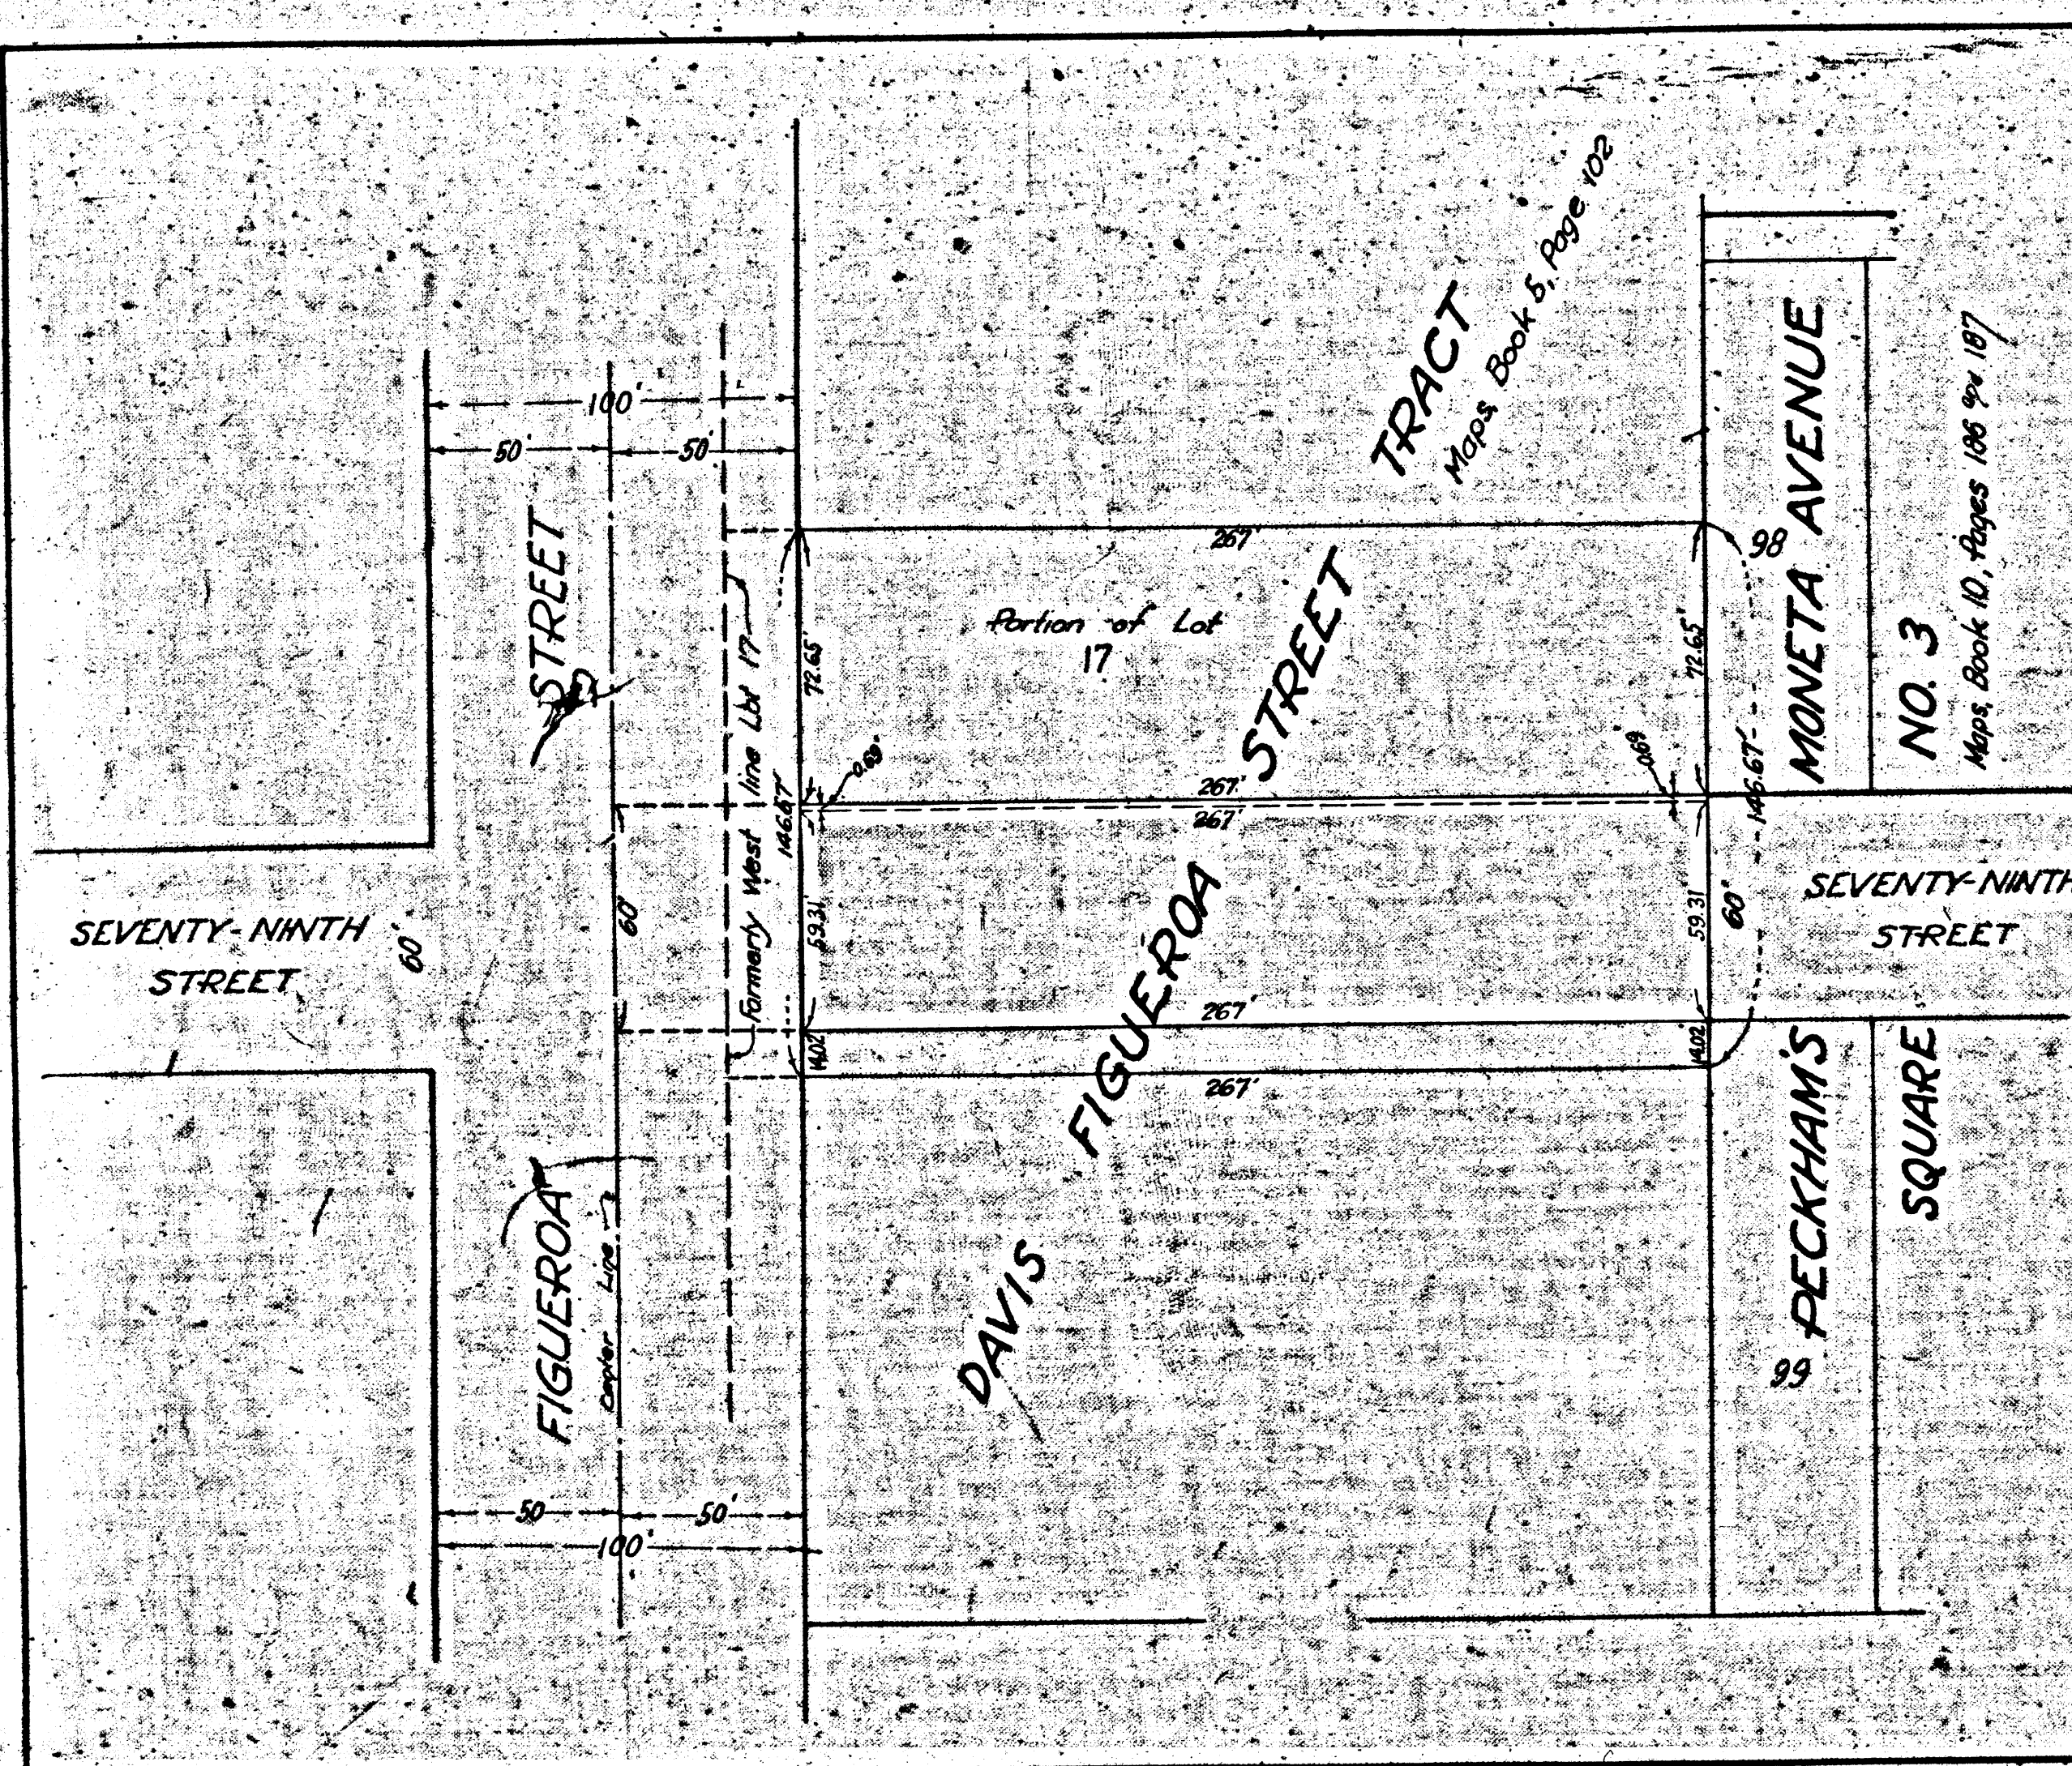 100'
50'
50'
STREET
Formerly West line Lot 17
146.67'
72.65'
0.69'
59.31'
14.02'
60'
SEVENTY-NINTH
STREET
60'
FIGUEROA
Center Line
50'
50'
100'
267'
Portion of Lot
17
267'
267'
267'
267'
DAVIS FIGUEROA STREET TRACT
Maps, Book 5, Page 102
72.65'
0.69'
59.31'
14.02'
98
146.67'
60'
MONETA AVENUE
NO. 3
Maps, Book 10, Pages 186 187
SEVENTY-NINTH
STREET
PECKHAM'S
SQUARE
99